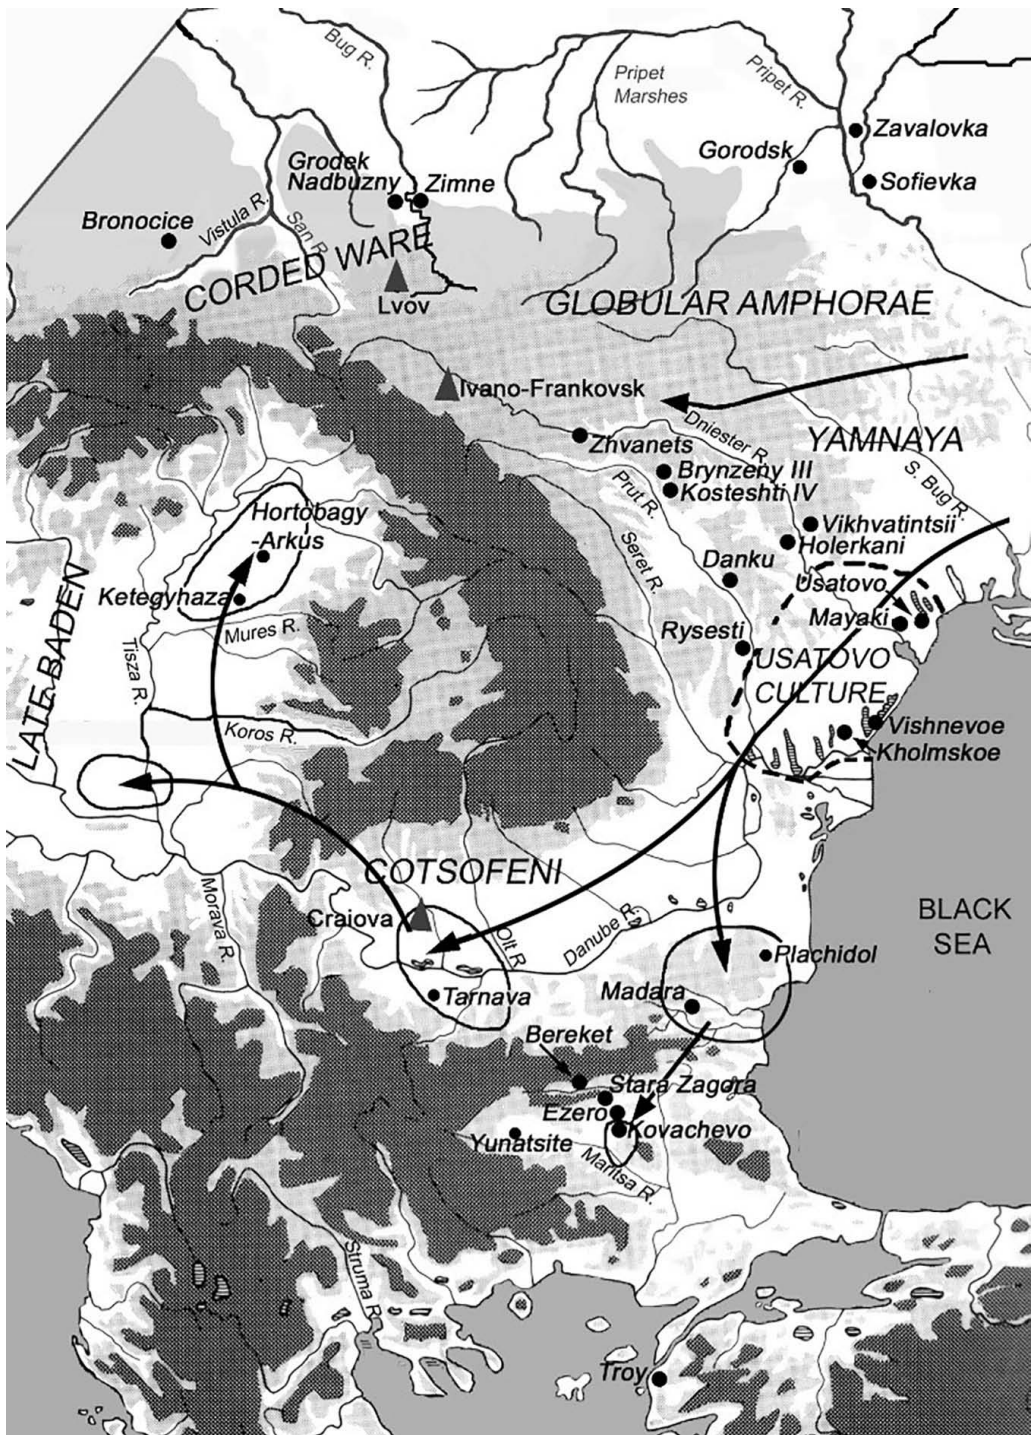 Bug R.
Pripet
Marshes
Pripet R.
Zavalovka
Gorodsk
Sofievka
Grodek
Nadbuzny
Zimne
Bronocice
Vistula R.
San R.
CORDED WARE
Lvov
GLOBULAR AMPHORAE
Ivano-Frankovsk
Zhvanets
Dniester R.
YAMNAYA
Brynzeny III
Kosteshti IV
Prut R.
S. Bug R.
Hortobagy
-Arkus
Vikhvatintsii
Holerkani
Seret R.
Danku
Usatovo
Ketegyhaza
Mayaki
Mures R.
Rysesti
LATE BADEN
Tisza R.
USATOVO
CULTURE
Koros R.
Vishnevoe
Kholmskoe
COTSOFENI
Morava R.
Craiova
Olt R
Danube R.
BLACK
SEA
Plachidol
Tarnava
Madara
Bereket
Stara Zagora
Ezero
Kovachevo
Yunatsite
Maritsa R.
Struma R.
Troy